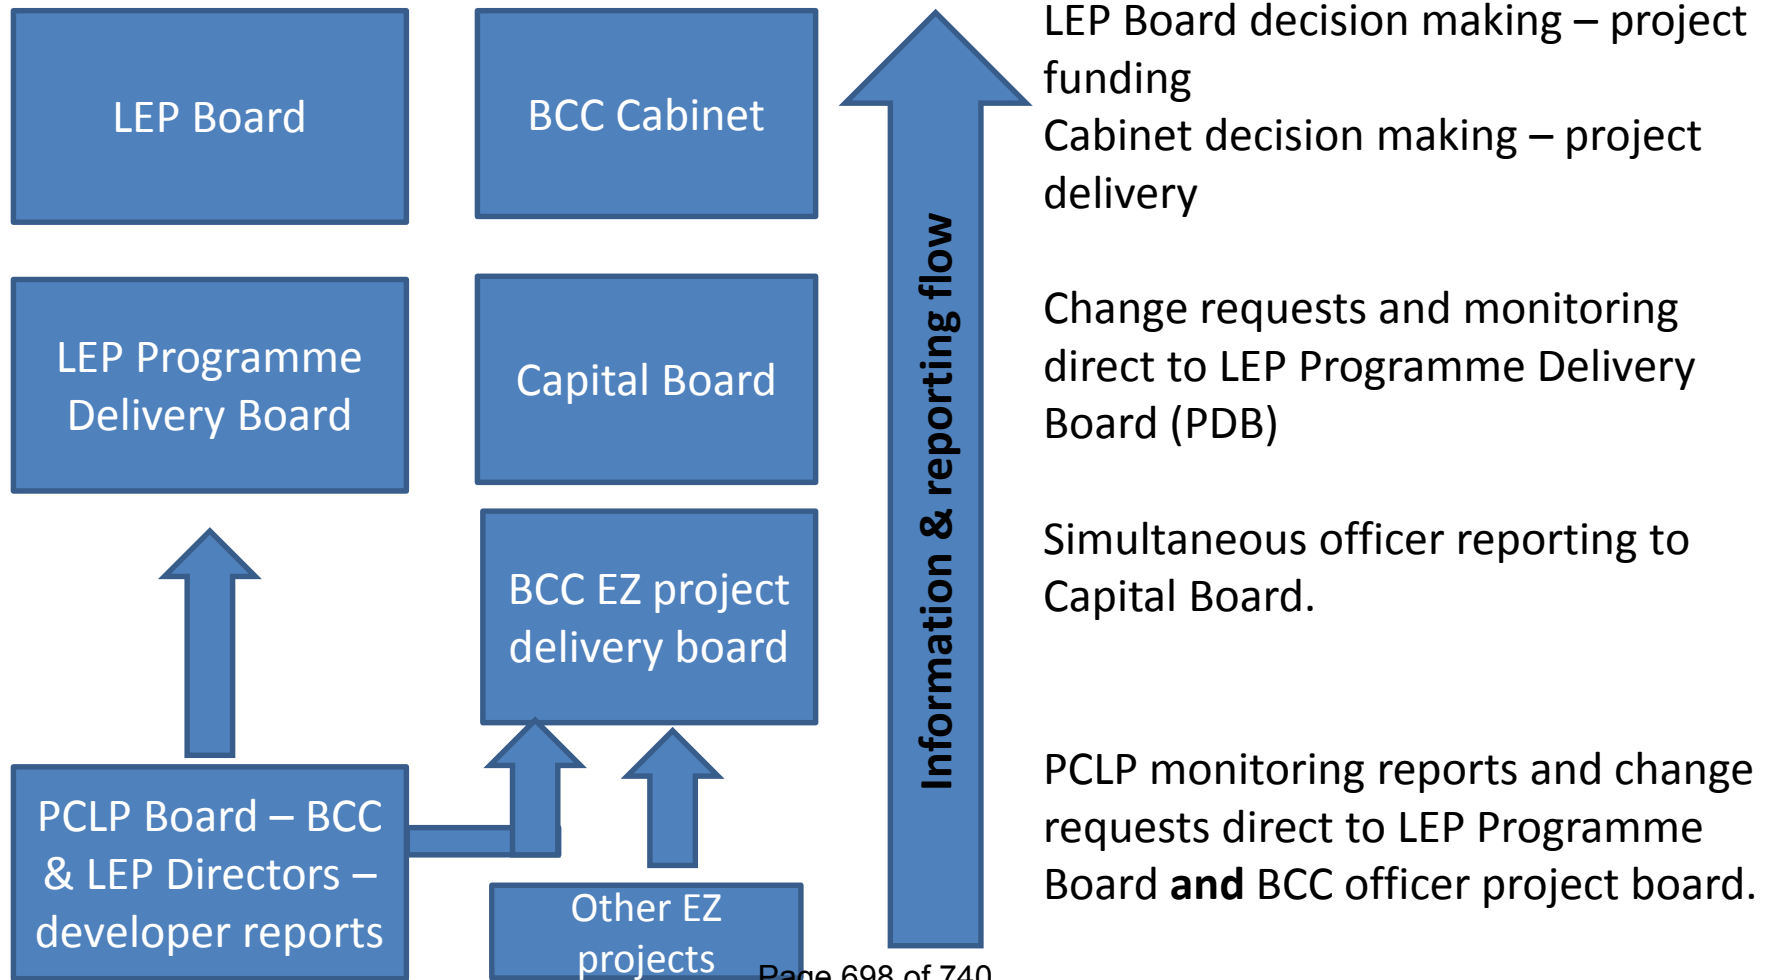 LEP Board
BCC Cabinet
LEP Programme
Delivery Board
Capital Board
BCC EZ project
delivery board
PCLP Board – BCC
& LEP Directors –
developer reports
Other EZ
projects
Information & reporting flow
LEP Board decision making – project
funding
Cabinet decision making – project
delivery
Change requests and monitoring
direct to LEP Programme Delivery
Board (PDB)
Simultaneous officer reporting to
Capital Board.
PCLP monitoring reports and change
requests direct to LEP Programme
Board and BCC officer project board.
Page 698 of 740